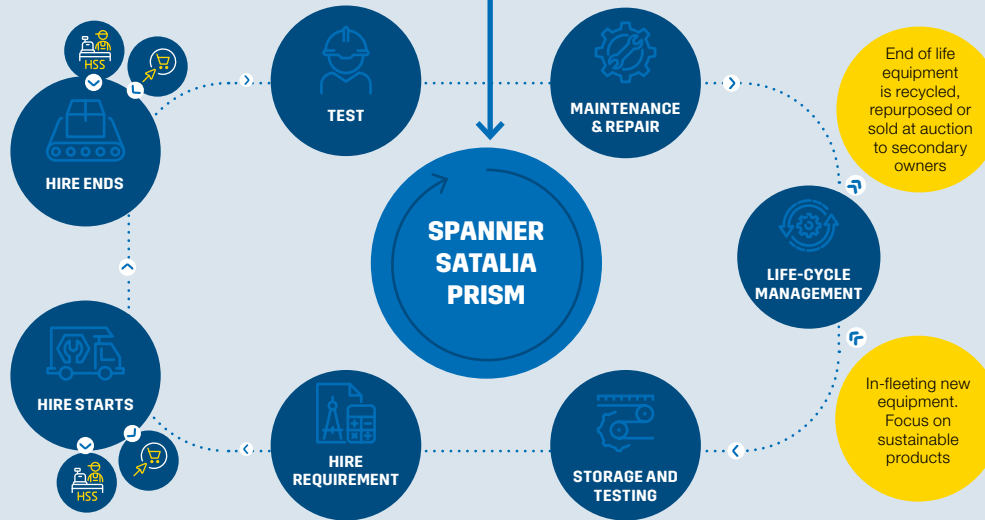 HSS
HIRE ENDS
TEST
MAINTENANCE
& REPAIR
End of life
equipment
is recycled,
repurposed or
sold at auction
to secondary
owners
SPANNER
SATALIA
PRISM
LIFE-CYCLE
MANAGEMENT
HIRE STARTS
HSS
HIRE
REQUIREMENT
STORAGE AND
TESTING
In-fleeting new
equipment.
Focus on
sustainable
products